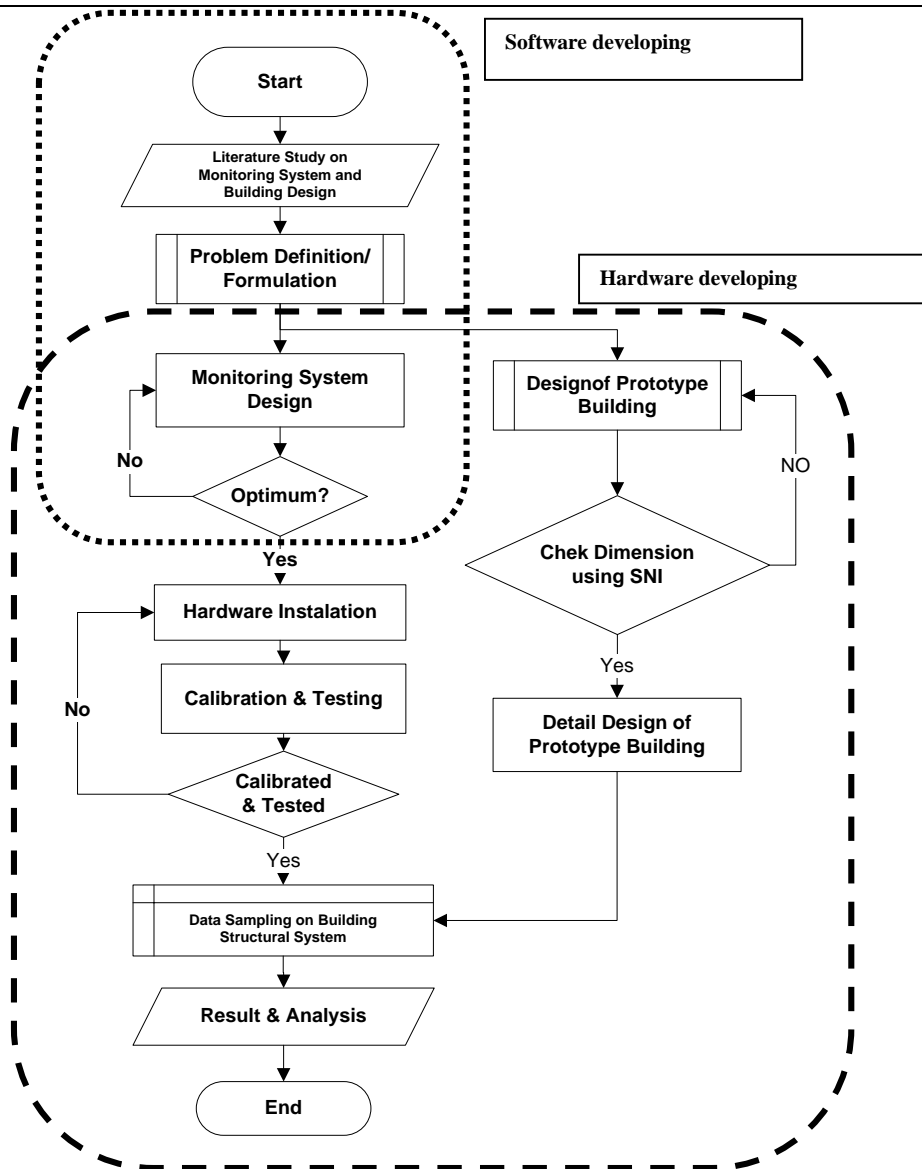 Software developing
Start
Literature Study on
Monitoring System and
Building Design
Problem Definition/
Formulation
Hardware developing
Monitoring System
Design
Designof Prototype
Building
No
NO
Optimum?
Chek Dimension
using SNI
Yes
Hardware Instalation
Yes
Calibration & Testing
No
Detail Design of
Prototype Building
Calibrated
& Tested
Yes
Data Sampling on Building
Structural System
Result & Analysis
End